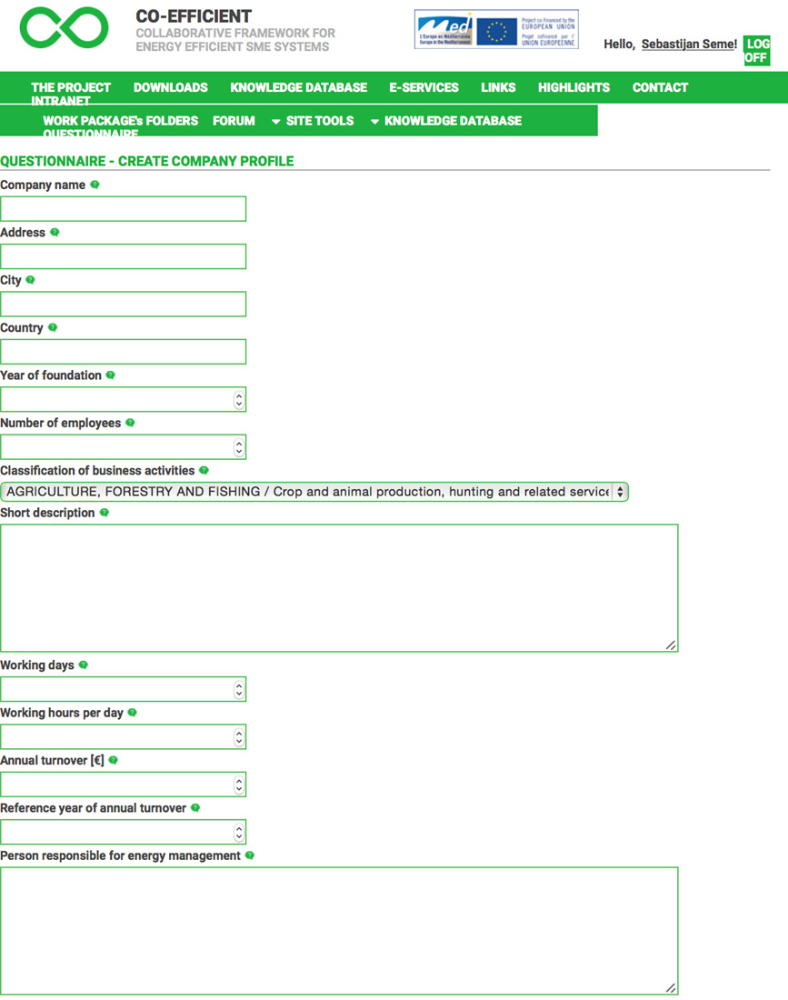 CO-EFFICIENT
COLLABORATIVE FRAMEWORK FOR
ENERGY EFFICIENT SME SYSTEMS
Med
L'Europe en Méditerranée
Europe in the Mediterranean
Project co-financed by the
EUROPEAN UNION
Projet cofinancé par l'
UNION EUROPÉENNE
Hello, Sebastijan Seme! LOG
OFF
THE PROJECT DOWNLOADS KNOWLEDGE DATABASE E-SERVICES LINKS HIGHLIGHTS CONTACT
INTRANET
WORK PACKAGE's FOLDERS FORUM SITE TOOLS KNOWLEDGE DATABASE
QUESTIONNAIRE
QUESTIONNAIRE - CREATE COMPANY PROFILE
Company name ?
Address ?
City ?
Country ?
Year of foundation ?
Number of employees ?
Classification of business activities ?
AGRICULTURE, FORESTRY AND FISHING / Crop and animal production, hunting and related service
Short description ?
Working days ?
Working hours per day ?
Annual turnover [€] ?
Reference year of annual turnover ?
Person responsible for energy management ?